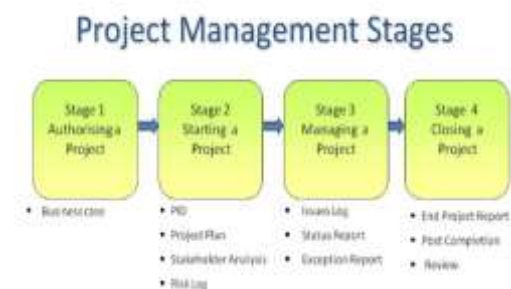 Project Management Stages
Stage 1
Authorising a
Project
Stage 2
Starting a
Project
Stage 3
Managing a
Project
Stage 4
Closing a
Project
• Business case
• PID
• Project Plan
• Stakeholder Analysis
• Risk Log
• Issues Log
• Status Report
• Exception Report
• End Project Report
• Post Completion
• Review